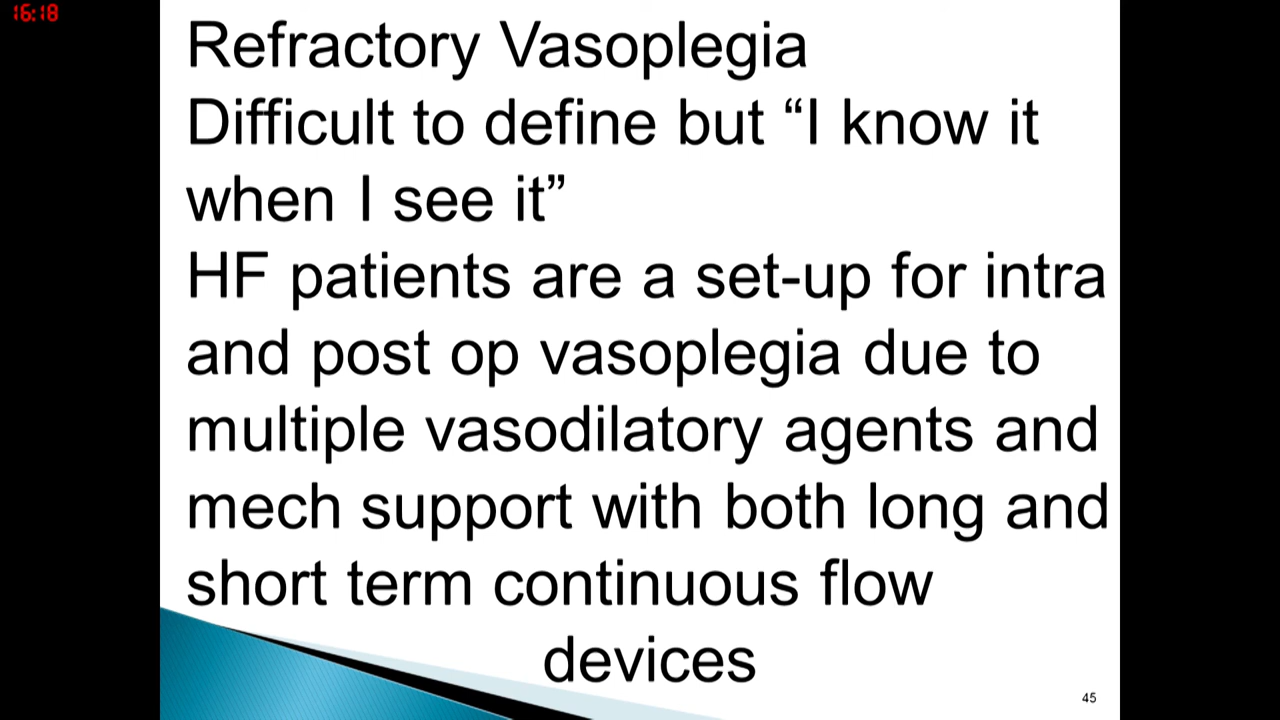 16:18
Refractory Vasoplegia
Difficult to define but “I know it
when I see it”
HF patients are a set-up for intra
and post op vasoplegia due to
multiple vasodilatory agents and
mech support with both long and
short term continuous flow
devices
45